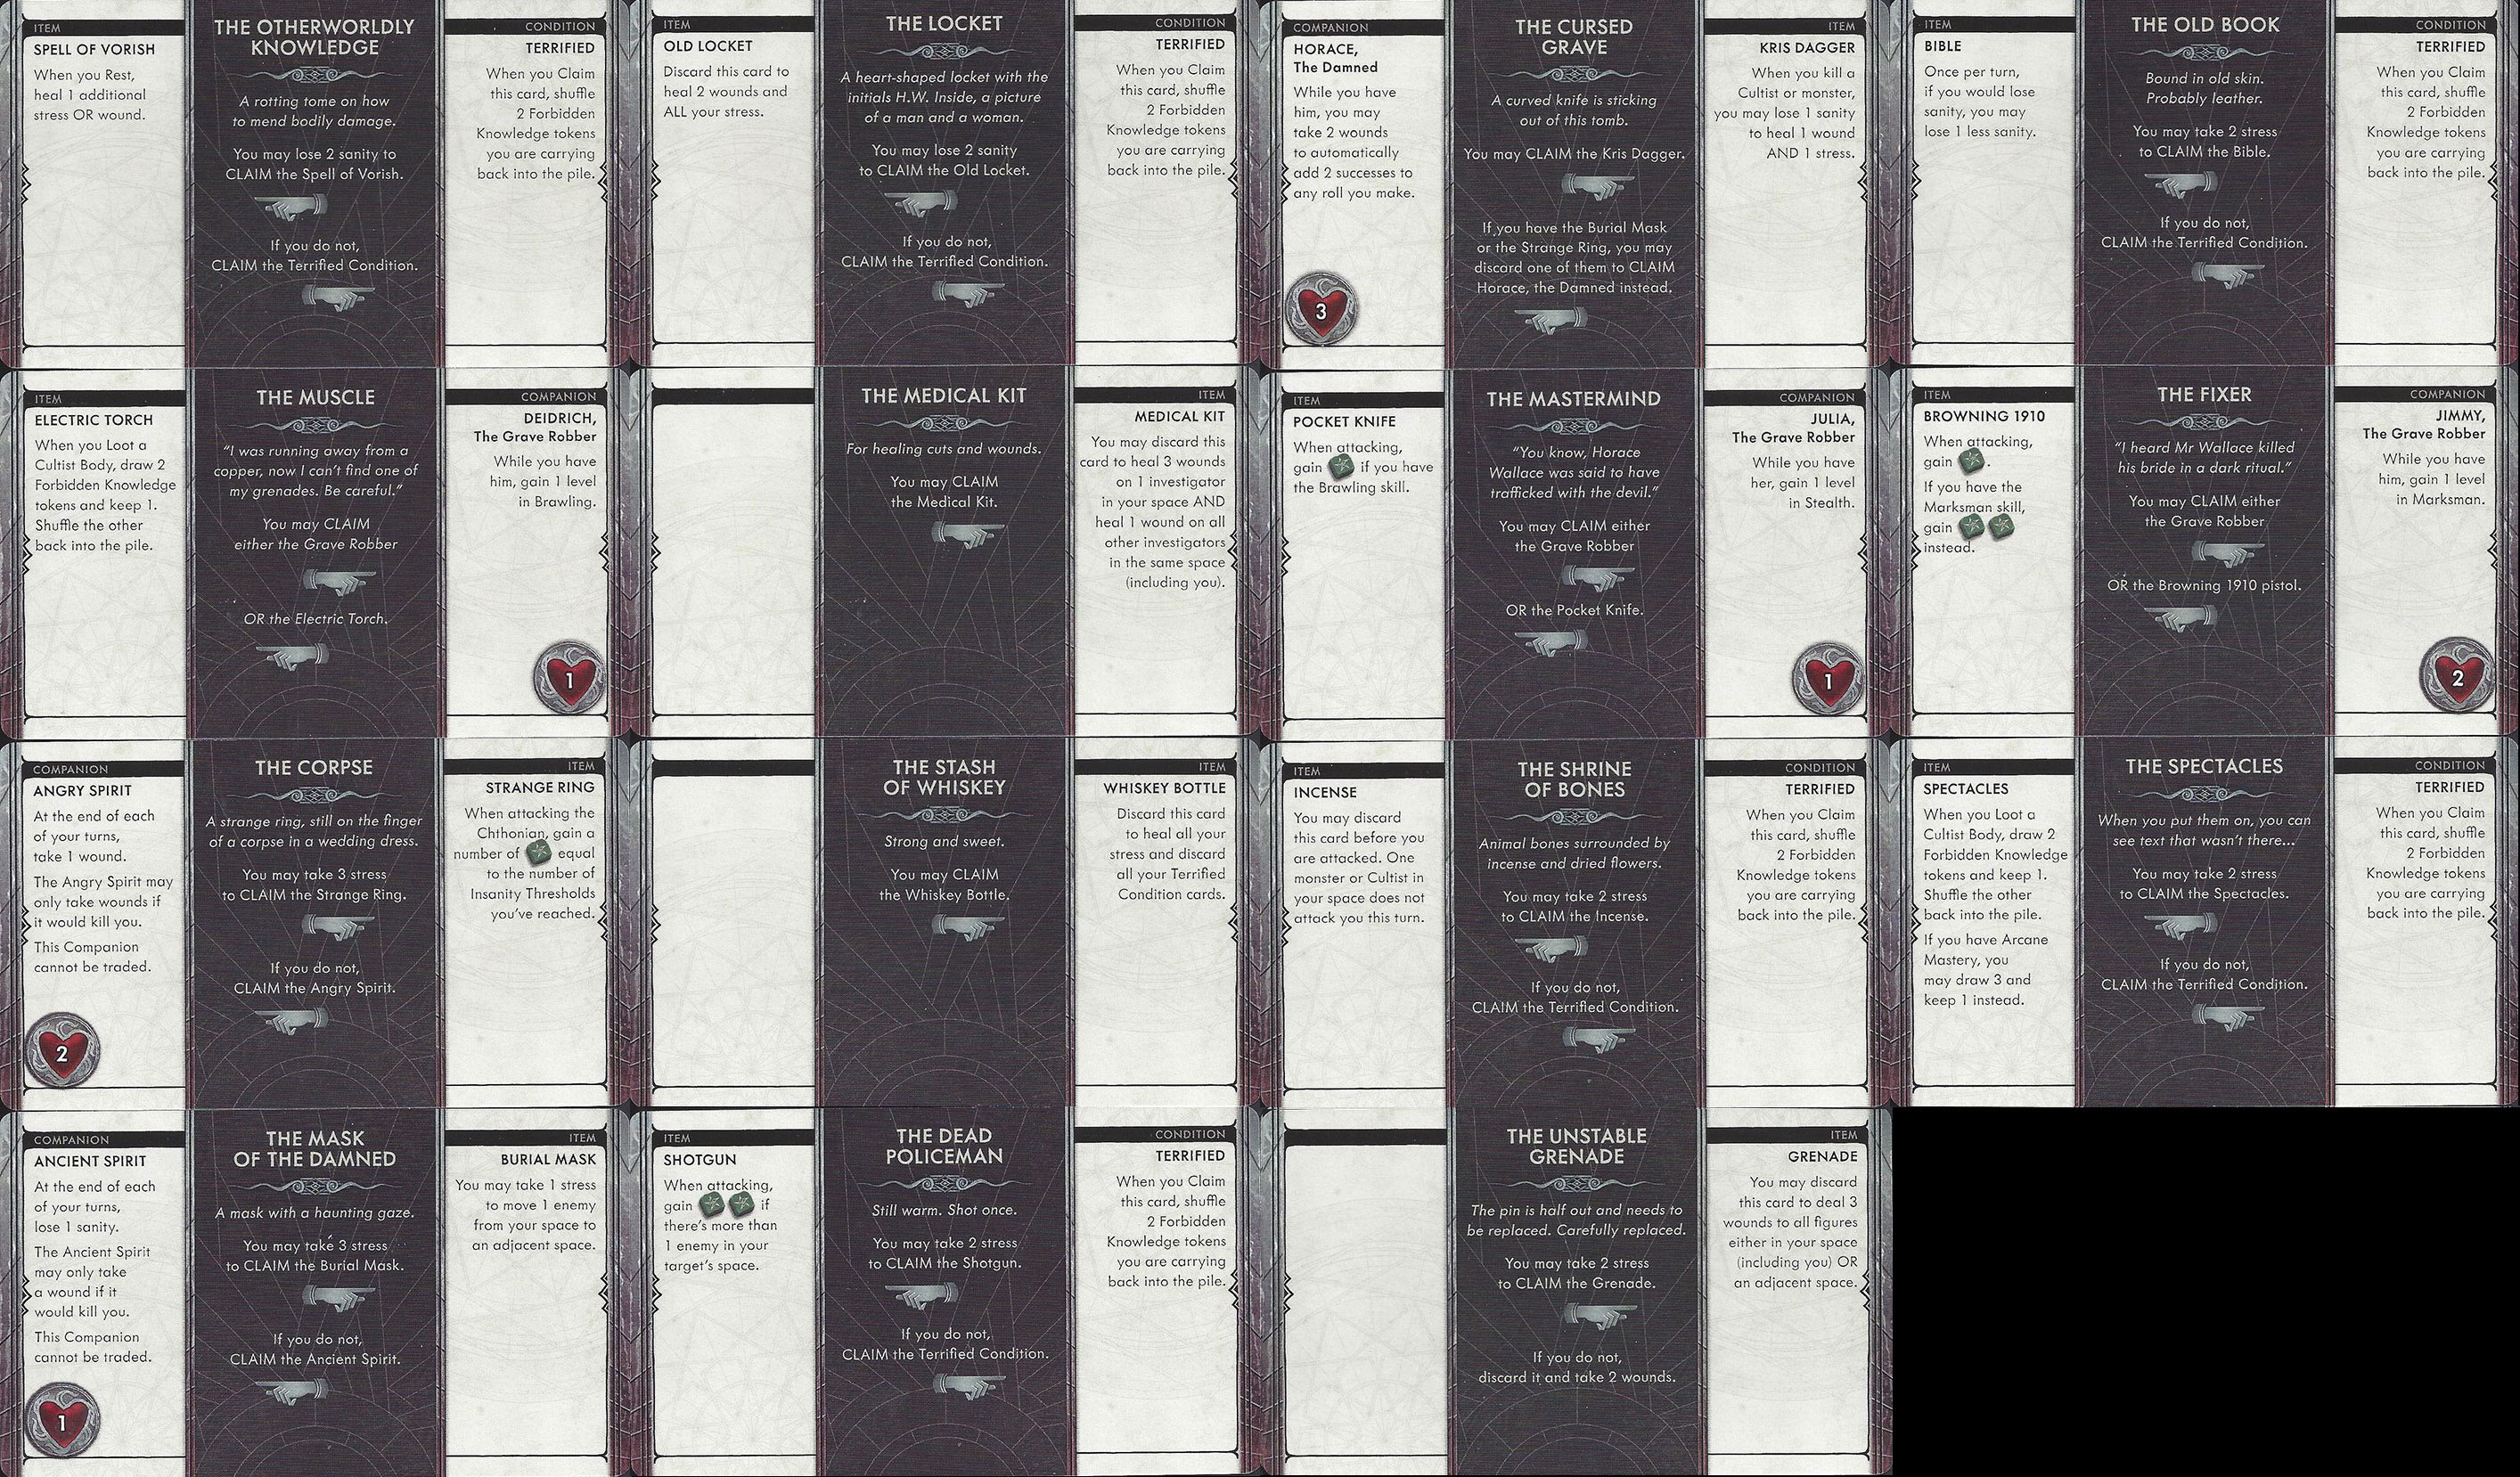 ITEM
SPELL OF VORISH
When you Rest,
heal 1 additional
stress OR wound.
THE OTHERWORLDLY
KNOWLEDGE
A rotting tome on how
to mend bodily damage.
You may lose 2 sanity to
CLAIM the Spell of Vorish.
If you do not,
CLAIM the Terrified Condition.
CONDITION
TERRIFIED
When you Claim
this card, shuffle
2 Forbidden
Knowledge tokens
you are carrying
back into the pile.
ITEM
OLD LOCKET
Discard this card to
heal 2 wounds and
ALL your stress.
THE LOCKET
A heart-shaped locket with the
initials H.W. Inside, a picture
of a man and a woman.
You may lose 2 sanity
to CLAIM the Old Locket.
If you do not,
CLAIM the Terrified Condition.
CONDITION
TERRIFIED
When you Claim
this card, shuffle
2 Forbidden
Knowledge tokens
you are carrying
back into the pile.
COMPANION
HORACE,
The Damned
While you have
him, you may
take 2 wounds
to automatically
add 2 successes to
any roll you make.
3
THE CURSED
GRAVE
A curved knife is sticking
out of this tomb.
You may CLAIM the Kris Dagger.
If you have the Burial Mask
or the Strange Ring, you may
discard one of them to CLAIM
Horace, the Damned instead.
ITEM
KRIS DAGGER
When you kill a
Cultist or monster,
you may lose 1 sanity
to heal 1 wound
AND 1 stress.
ITEM
BIBLE
Once per turn,
if you would lose
sanity, you may
lose 1 less sanity.
THE OLD BOOK
Bound in old skin.
Probably leather.
You may take 2 stress
to CLAIM the Bible.
If you do not,
CLAIM the Terrified Condition.
CONDITION
TERRIFIED
When you Claim
this card, shuffle
2 Forbidden
Knowledge tokens
you are carrying
back into the pile.
ITEM
ELECTRIC TORCH
When you Loot a
Cultist Body, draw 2
Forbidden Knowledge
tokens and keep 1.
Shuffle the other
back into the pile.
THE MUSCLE
“I was running away from a
copper, now I can’t find one of
my grenades. Be careful.”
You may CLAIM
either the Grave Robber
OR the Electric Torch.
COMPANION
DEIDRICH,
The Grave Robber
While you have
him, gain 1 level
in Brawling.
1
THE MEDICAL KIT
For healing cuts and wounds.
You may CLAIM
the Medical Kit.
ITEM
MEDICAL KIT
You may discard this
card to heal 3 wounds
on 1 investigator
in your space AND
heal 1 wound on all
other investigators
in the same space
(including you).
ITEM
POCKET KNIFE
When attacking,
gain if you have
the Brawling skill.
THE MASTERMIND
“You know, Horace
Wallace was said to have
trafficked with the devil.”
You may CLAIM either
the Grave Robber
OR the Pocket Knife.
COMPANION
JULIA,
The Grave Robber
While you have
her, gain 1 level
in Stealth.
1
ITEM
BROWNING 1910
When attacking,
gain .
If you have the
Marksman skill,
gain
instead.
THE FIXER
“I heard Mr Wallace killed
his bride in a dark ritual.”
You may CLAIM either
the Grave Robber
OR the Browning 1910 pistol.
COMPANION
JIMMY,
The Grave Robber
While you have
him, gain 1 level
in Marksman.
2
COMPANION
ANGRY SPIRIT
At the end of each
of your turns,
take 1 wound.
The Angry Spirit may
only take wounds if
it would kill you.
This Companion
cannot be traded.
2
THE CORPSE
A strange ring, still on the finger
of a corpse in a wedding dress.
You may take 3 stress
to CLAIM the Strange Ring.
If you do not,
CLAIM the Angry Spirit.
ITEM
STRANGE RING
When attacking the
Chthonian, gain a
number of equal
to the number of
Insanity Thresholds
you’ve reached.
THE STASH
OF WHISKEY
Strong and sweet.
You may CLAIM
the Whiskey Bottle.
ITEM
WHISKEY BOTTLE
Discard this card
to heal all your
stress and discard
all your Terrified
Condition cards.
ITEM
INCENSE
You may discard
this card before you
are attacked. One
monster or Cultist in
your space does not
attack you this turn.
THE SHRINE
OF BONES
Animal bones surrounded by
incense and dried flowers.
You may take 2 stress
to CLAIM the Incense.
If you do not,
CLAIM the Terrified Condition.
CONDITION
TERRIFIED
When you Claim
this card, shuffle
2 Forbidden
Knowledge tokens
you are carrying
back into the pile.
ITEM
SPECTACLES
When you Loot a
Cultist Body, draw 2
Forbidden Knowledge
tokens and keep 1.
Shuffle the other
back into the pile.
If you have Arcane
Mastery, you
may draw 3 and
keep 1 instead.
THE SPECTACLES
When you put them on, you can
see text that wasn’t there...
You may take 2 stress
to CLAIM the Spectacles.
If you do not,
CLAIM the Terrified Condition.
CONDITION
TERRIFIED
When you Claim
this card, shuffle
2 Forbidden
Knowledge tokens
you are carrying
back into the pile.
COMPANION
ANCIENT SPIRIT
At the end of each
of your turns,
lose 1 sanity.
The Ancient Spirit
may only take
a wound if it
would kill you.
This Companion
cannot be traded.
1
THE MASK
OF THE DAMNED
A mask with a haunting gaze.
You may take 3 stress
to CLAIM the Burial Mask.
If you do not,
CLAIM the Ancient Spirit.
ITEM
BURIAL MASK
You may take 1 stress
to move 1 enemy
from your space to
an adjacent space.
ITEM
SHOTGUN
When attacking,
gain if
there’s more than
1 enemy in your
target’s space.
THE DEAD
POLICEMAN
Still warm. Shot once.
You may take 2 stress
to CLAIM the Shotgun.
If you do not,
CLAIM the Terrified Condition.
CONDITION
TERRIFIED
When you Claim
this card, shuffle
2 Forbidden
Knowledge tokens
you are carrying
back into the pile.
THE UNSTABLE
GRENADE
The pin is half out and needs to
be replaced. Carefully replaced.
You may take 2 stress
to CLAIM the Grenade.
If you do not,
discard it and take 2 wounds.
ITEM
GRENADE
You may discard
this card to deal 3
wounds to all figures
either in your space
(including you) OR
an adjacent space.